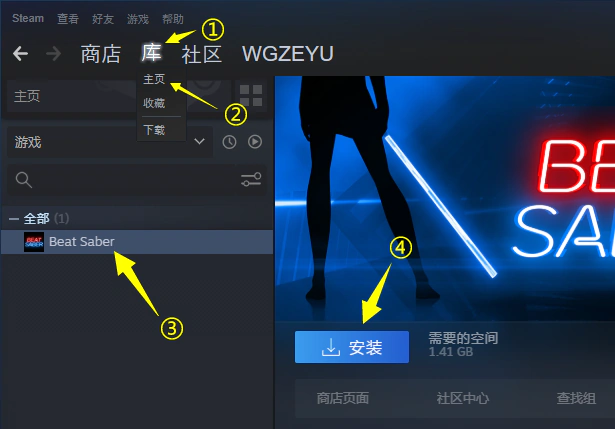 Steam 查看 好友 游戏 帮助
①
商店 库 社区 WGZEYU
主页
主页
收藏
②
下载
游戏
全部 (1)
BEAT SABER Beat Saber
③
BEAT
SABER
④
安装
需要的空间
1.41 GB
商店页面 社区中心 查找组